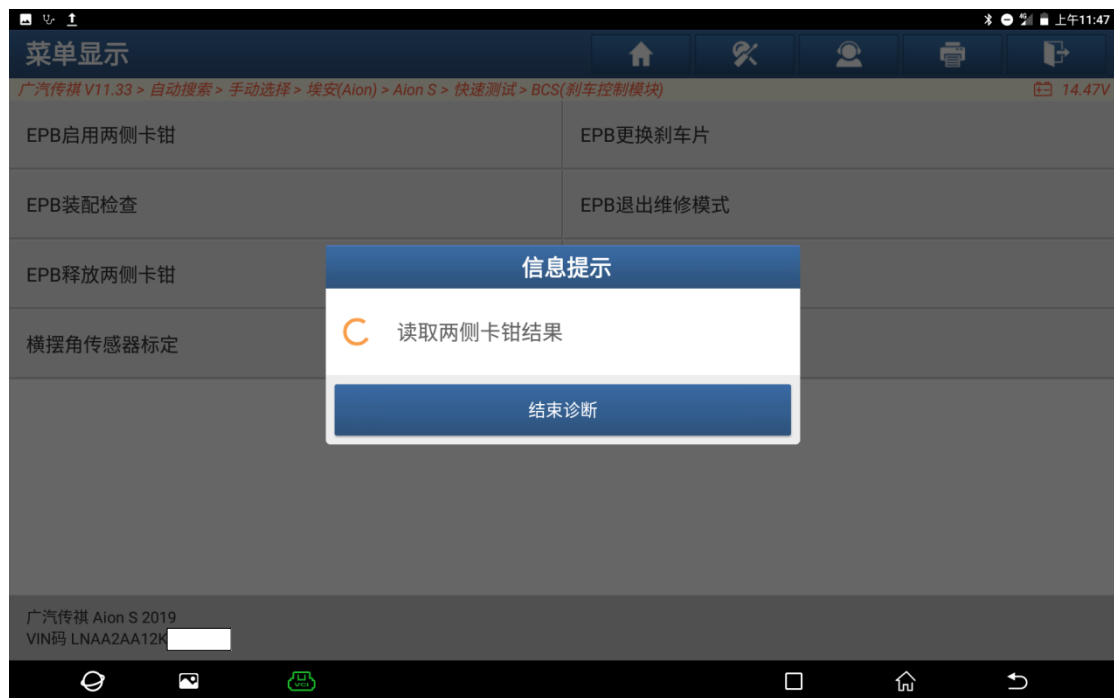 上午11:47
菜单显示
广汽传祺 V11.33 > 自动搜索 > 手动选择 > 埃安(Aion) > Aion S > 快速测试 > BCS(刹车控制模块)
14.47V
EPB启用两侧卡钳
EPB更换刹车片
EPB装配检查
EPB退出维修模式
EPB释放两侧卡钳
横摆角传感器标定
信息提示
读取两侧卡钳结果
结束诊断
广汽传祺 Aion S 2019
VIN码 LNAA2AA12K
VCI